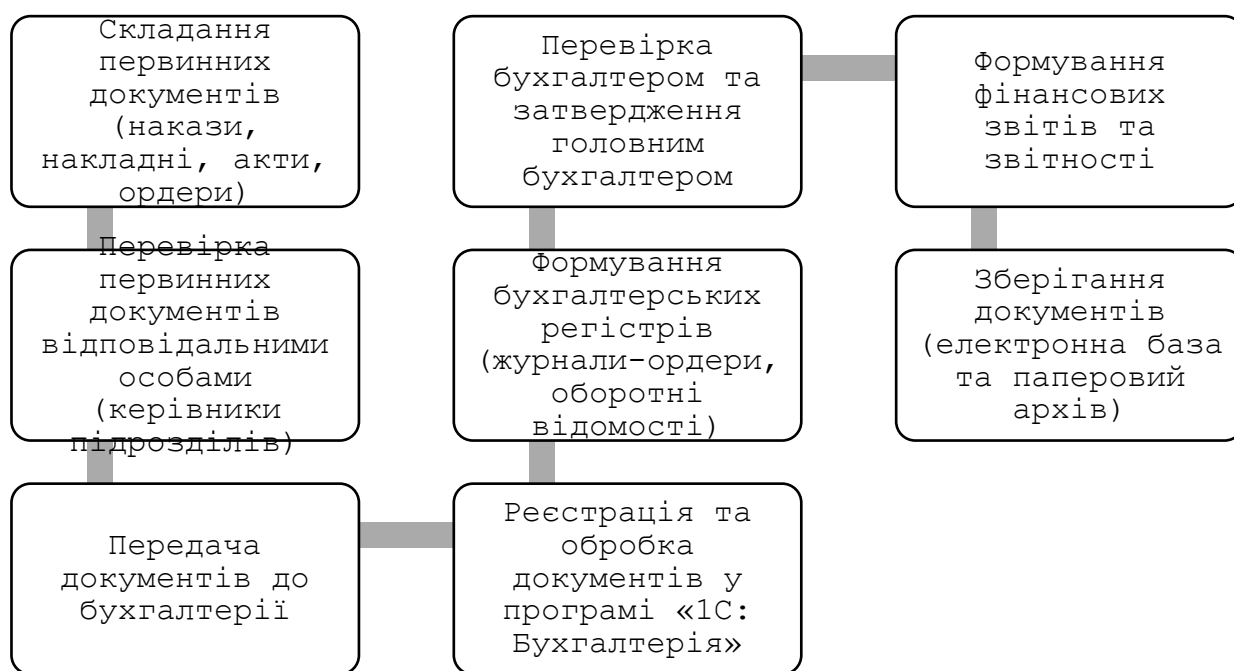 Складання
первинних
документів
(накази,
накладні, акти,
ордери)
Перевірка
первинних
документів
відповідальними
особами
(керівники
підрозділів)
Передача
документів до
бухгалтерії
Реєстрація та
обробка
документів у
програмі «1С:
Бухгалтерія»
Формування
бухгалтерських
регістрів
(журнали-ордери,
оборотні
відомості)
Перевірка
бухгалтером та
затвердження
головним
бухгалтером
Формування
фінансових
звітів та
звітності
Зберігання
документів
(електронна база
та паперовий
архів)